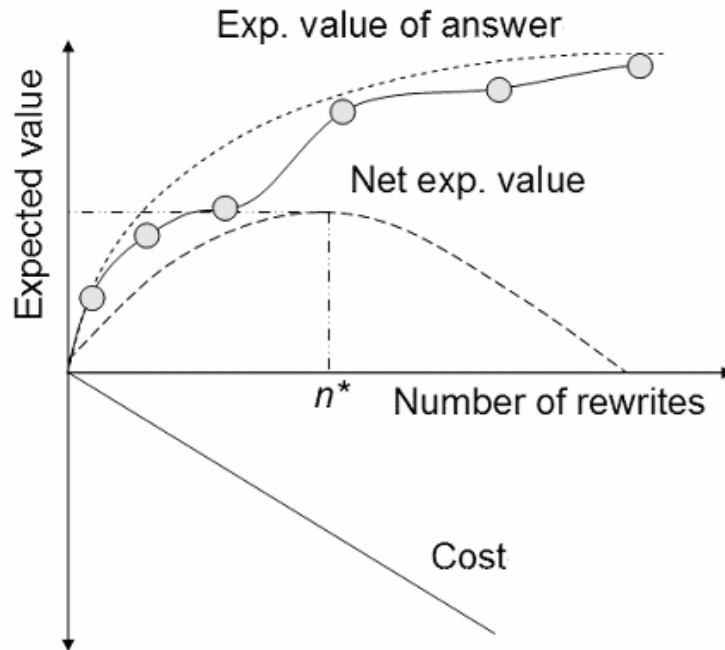 Exp. value of answer
Expected value
Net exp. value
n*
Number of rewrites
Cost